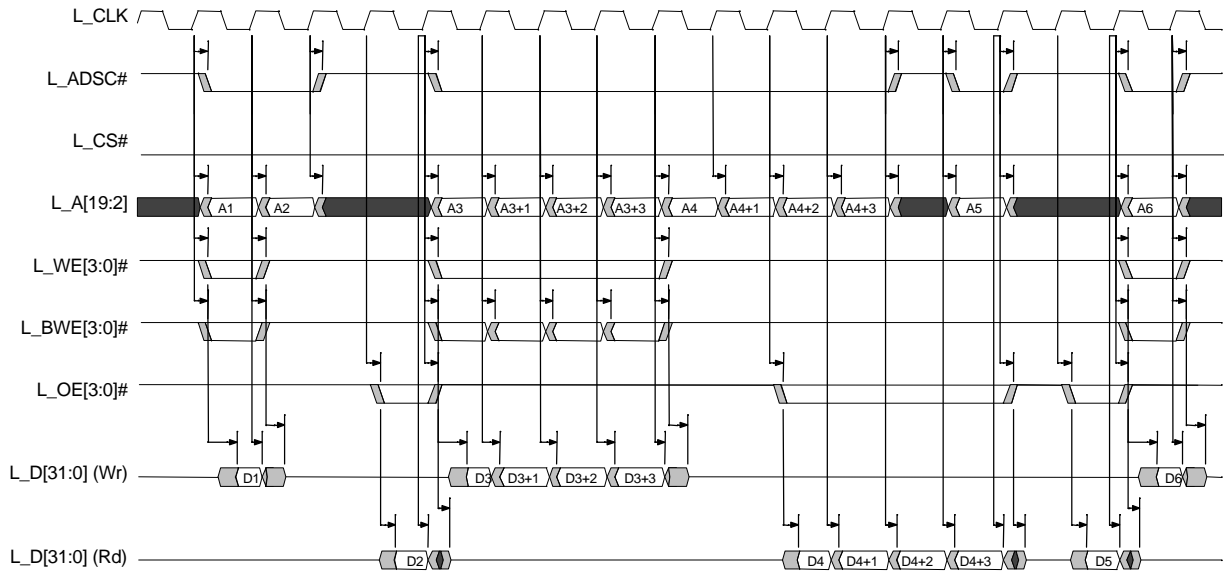 L_CLK
L_ADSC#
L_CS#
L_A[19:2] A1 A2 A3 A3+1 A3+2 A3+3 A4 A4+1 A4+2 A4+3 A5 A6
L_WE[3:0]#
L_BWE[3:0]#
L_OE[3:0]#
L_D[31:0] (Wr) D1 D3 D3+1 D3+2 D3+3 D6
L_D[31:0] (Rd) D2 D4 D4+1 D4+2 D4+3 D5